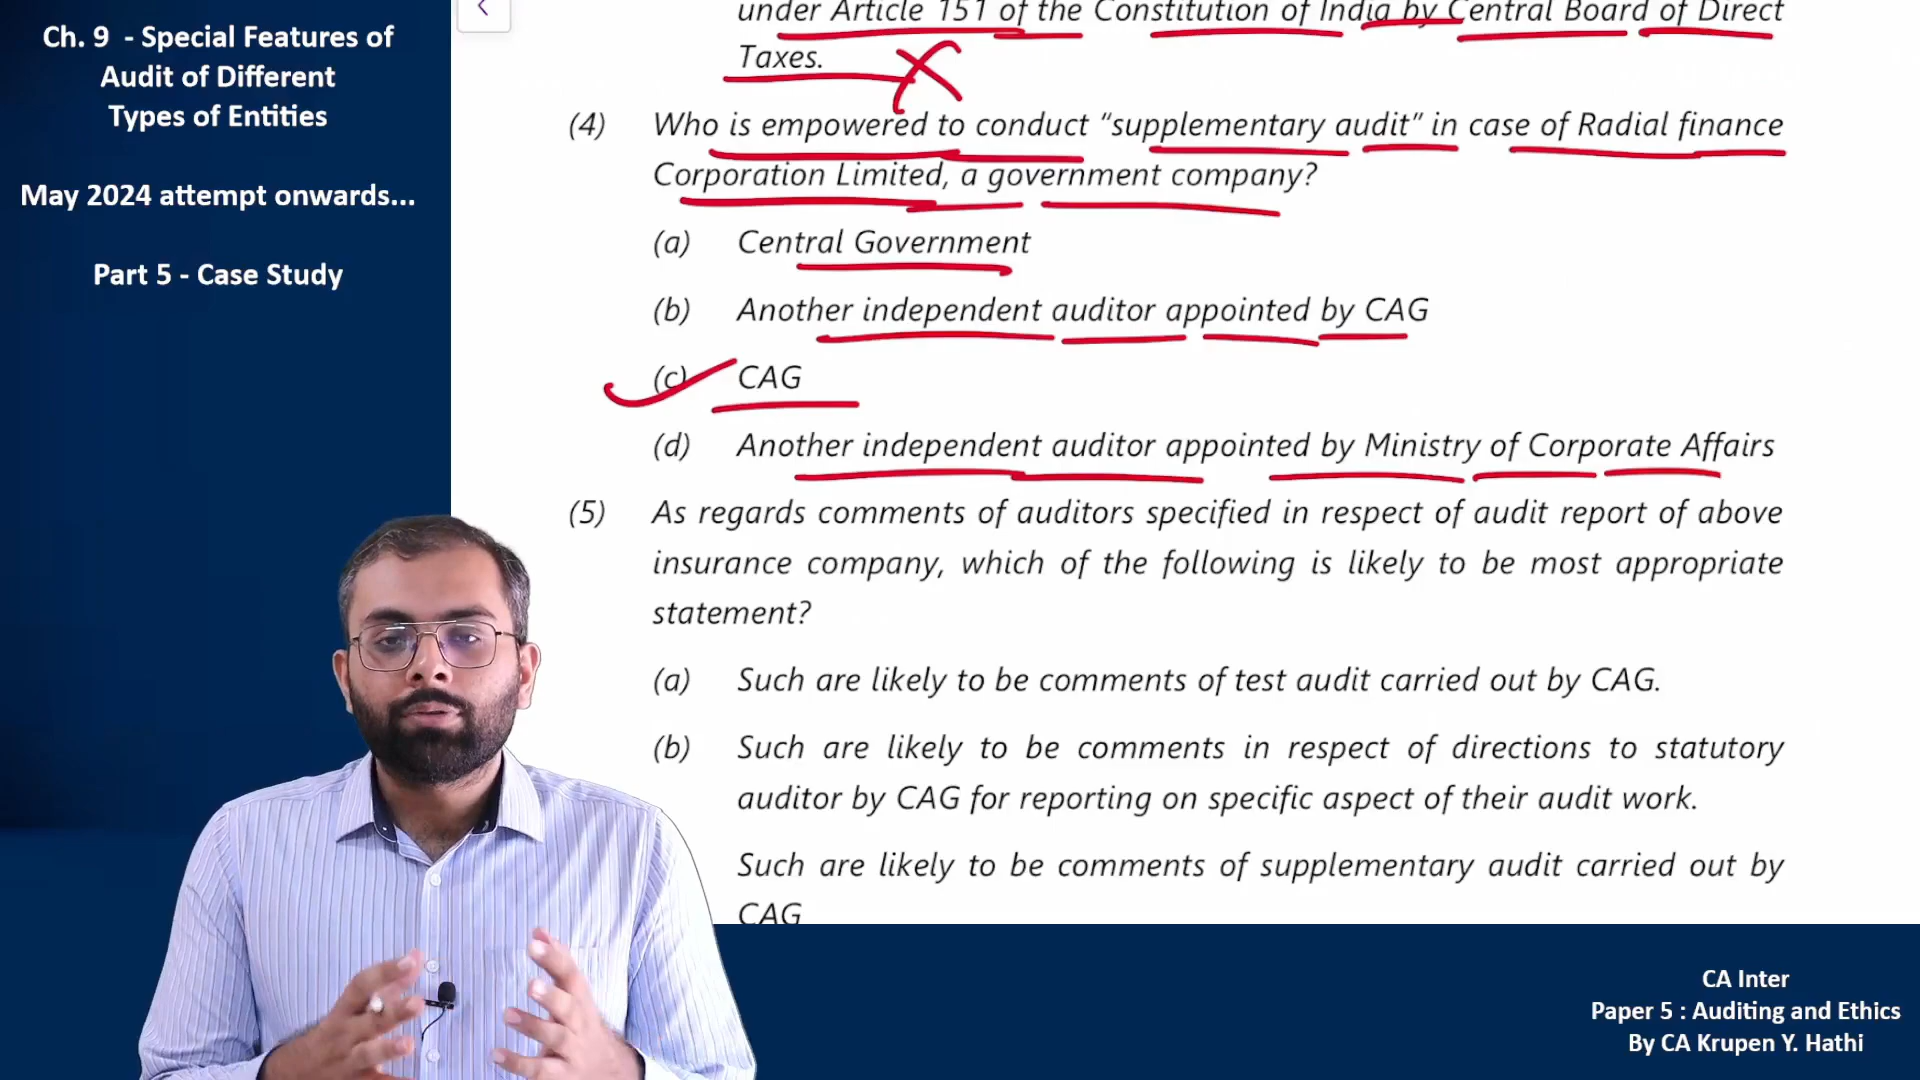 Ch. 9 - Special Features of
Audit of Different
Types of Entities
May 2024 attempt onwards...
Part 5 - Case Study
under Article 151 of the Constitution of India by Central Board of Direct
Taxes.
(4) Who is empowered to conduct “supplementary audit” in case of Radial finance
Corporation Limited, a government company?
(a) Central Government
(b) Another independent auditor appointed by CAG
(c) CAG
(d) Another independent auditor appointed by Ministry of Corporate Affairs
(5) As regards comments of auditors specified in respect of audit report of above
insurance company, which of the following is likely to be most appropriate
statement?
(a) Such are likely to be comments of test audit carried out by CAG.
(b) Such are likely to be comments in respect of directions to statutory
auditor by CAG for reporting on specific aspect of their audit work.
Such are likely to be comments of supplementary audit carried out by
CAG
CA Inter
Paper 5 : Auditing and Ethics
By CA Krupen Y. Hathi